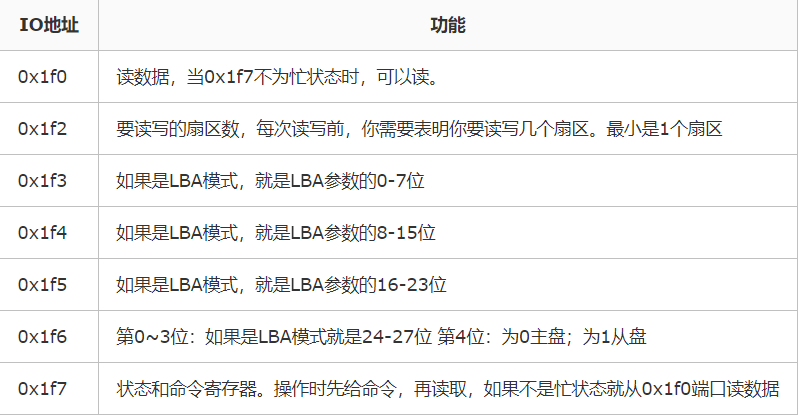 IO地址 功能
0x1f0 读数据，当0x1f7不为忙状态时，可以读。
0x1f2 要读写的扇区数，每次读写前，你需要表明你要读写几个扇区。最小是1个扇区
0x1f3 如果是LBA模式，就是LBA参数的0-7位
0x1f4 如果是LBA模式，就是LBA参数的8-15位
0x1f5 如果是LBA模式，就是LBA参数的16-23位
0x1f6 第0~3位：如果是LBA模式就是24-27位 第4位：为0主盘；为1从盘
0x1f7 状态和命令寄存器。操作时先给命令，再读取，如果不是忙状态就从0x1f0端口读数据